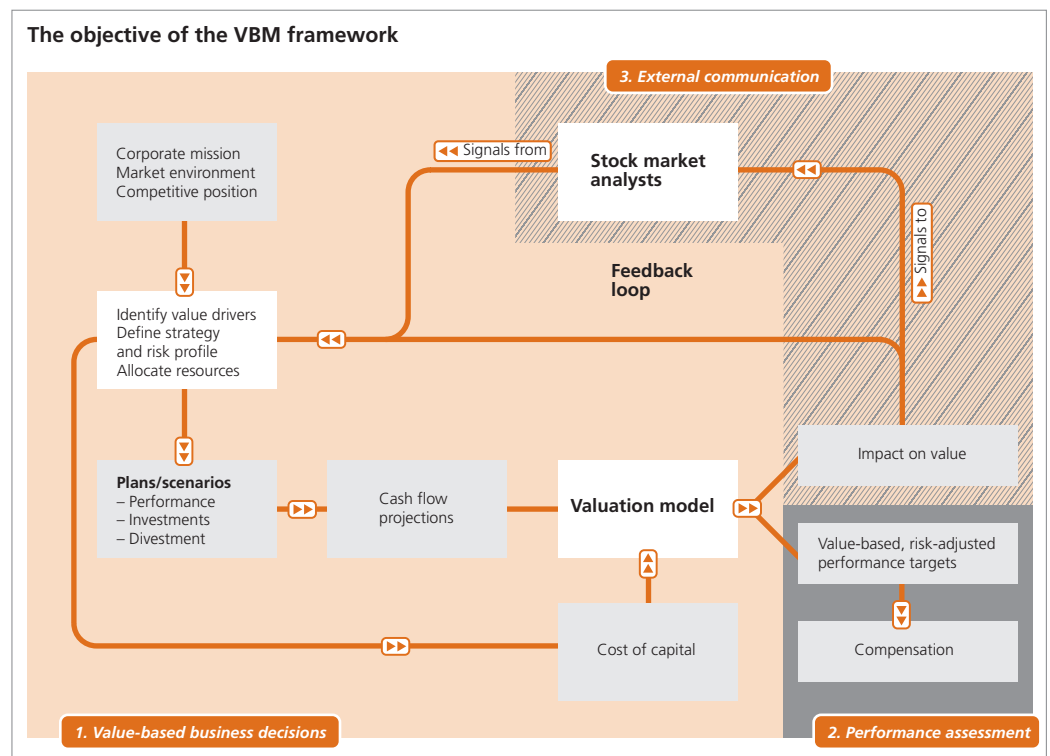 The objective of the VBM framework
3. External communication
Corporate mission
Market environment
Competitive position
Signals from
Stock market
analysts
Signals to
Feedback
loop
Identify value drivers
Define strategy
and risk profile
Allocate resources
Plans/scenarios
– Performance
– Investments
– Divestment
Cash flow
projections
Valuation model
Impact on value
Value-based, risk-adjusted
performance targets
Cost of capital
Compensation
1. Value-based business decisions
2. Performance assessment